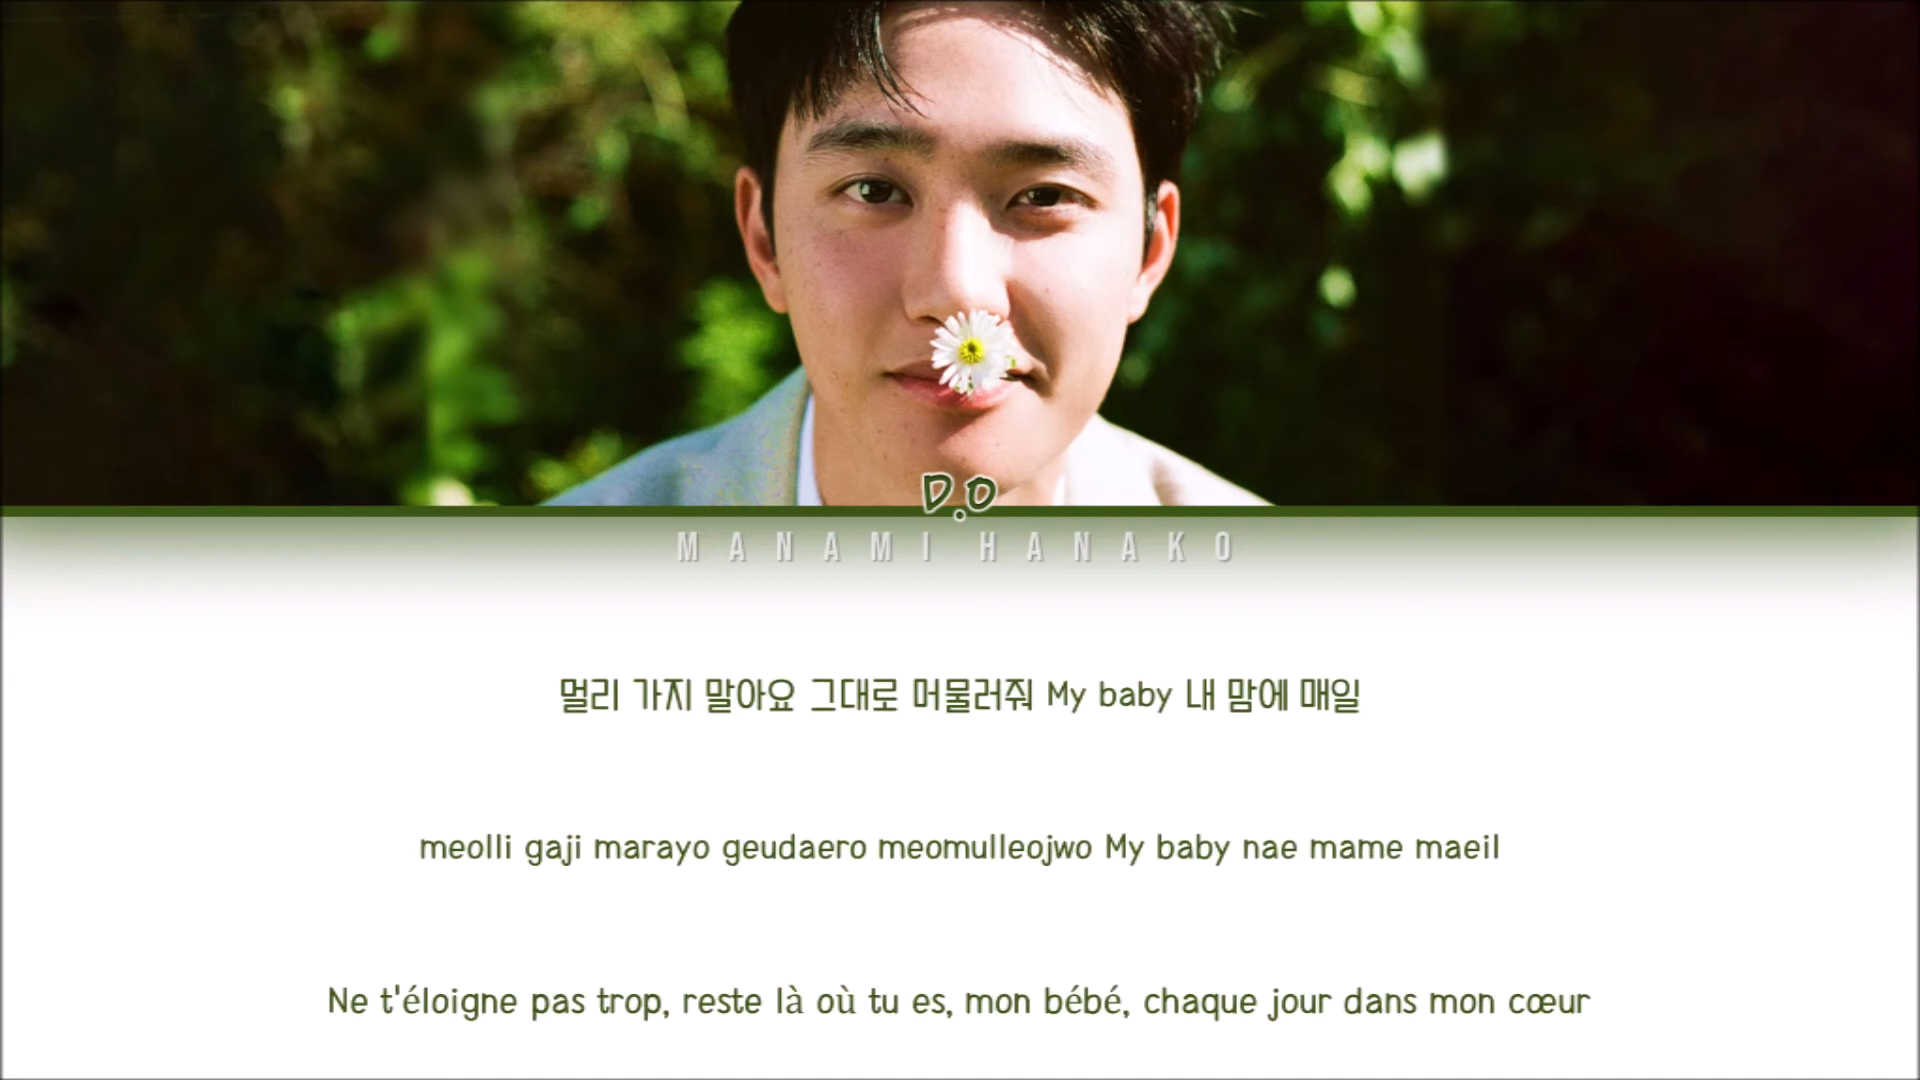 D.O
MANAMI HANAKO
멀리 가지 말아요 그대로 머물러줘 My baby 내 맘에 매일
meolli gaji marayo geudaero meomulleojwo My baby nae mame maeil
Ne t'éloigne pas trop, reste là où tu es, mon bébé, chaque jour dans mon cœur